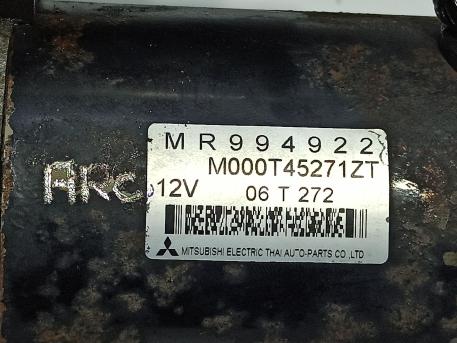 MR994922
M000T45271ZT
ARC 12V 06 T 272
MITSUBISHI ELECTRIC THAI AUTO-PARTS CO.,LTD